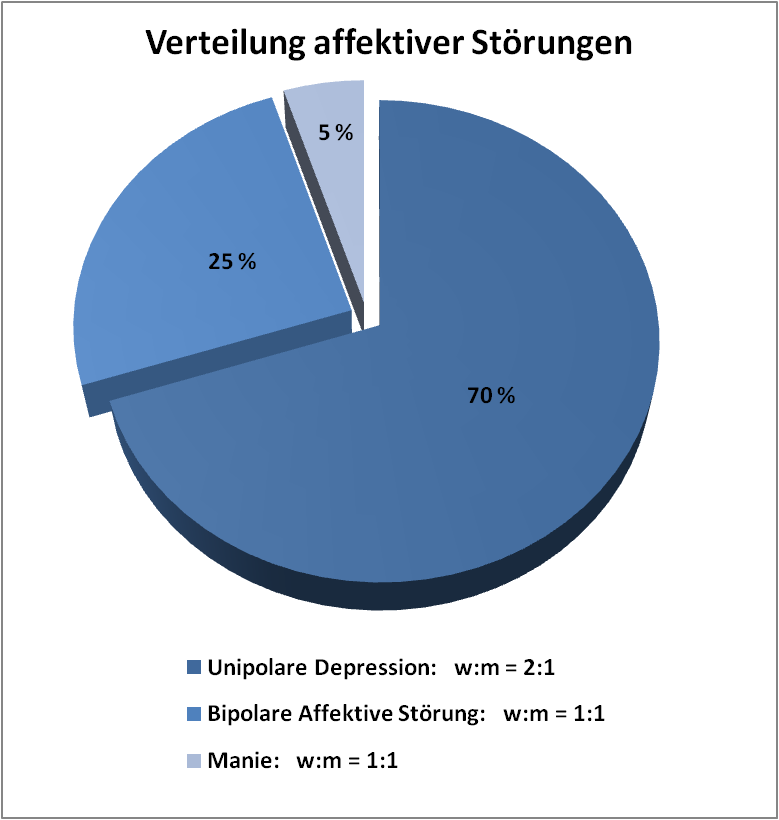 Verteilung affektiver Störungen
5 %
25 %
70 %
Unipolare Depression: w:m = 2:1
Bipolare Affektive Störung: w:m = 1:1
Manie: w:m = 1:1